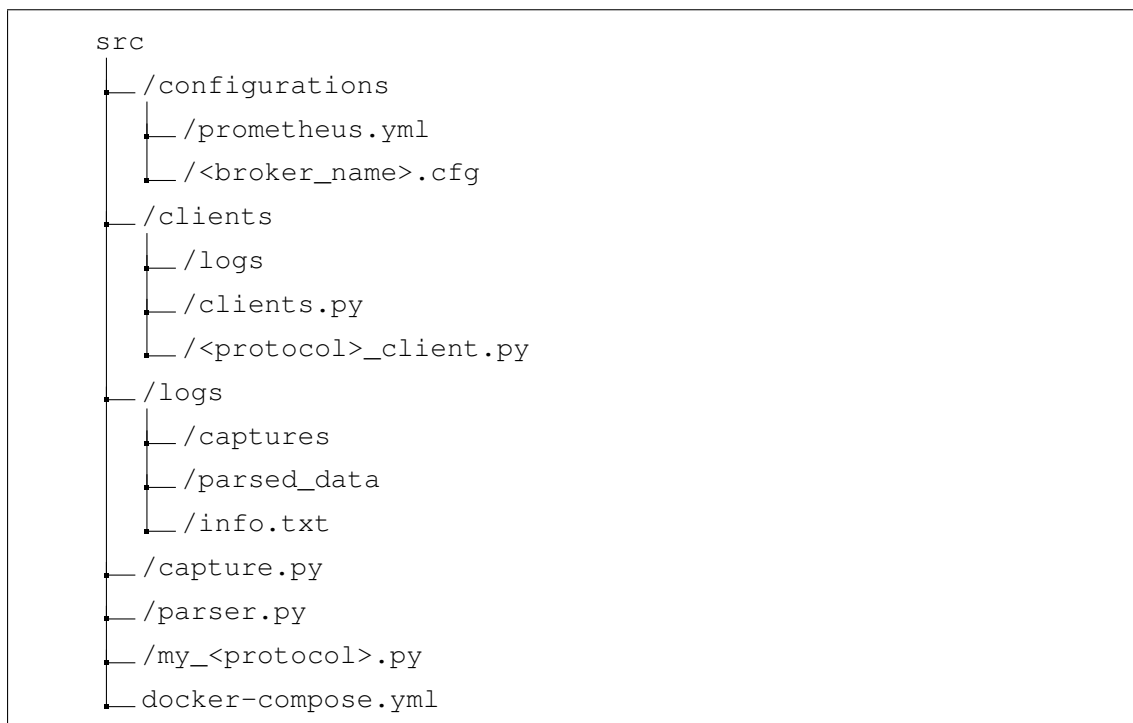 src
/configurations
/prometheus.yml
/<broker_name>.cfg
/clients
/logs
/clients.py
/<protocol>_client.py
/logs
/captures
/parsed_data
/info.txt
/capture.py
/parser.py
/my_<protocol>.py
docker-compose.yml